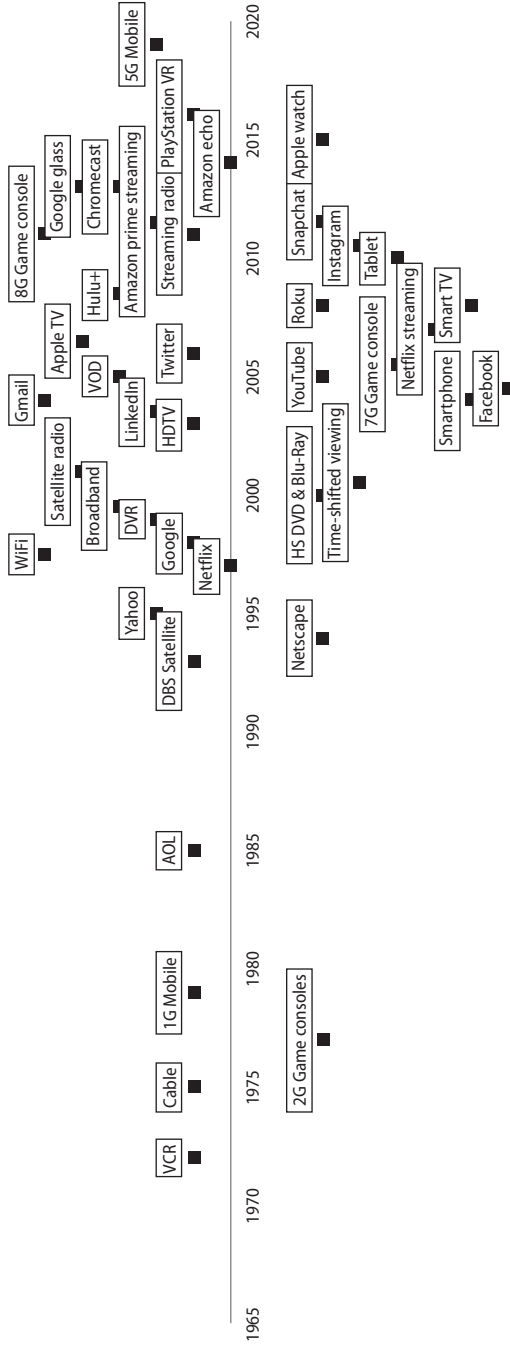 8G Game console
WiFi
Gmail
Google glass
Satellite radio
Apple TV
Chromecast
Broadband
VOD
Hulu+
Amazon prime streaming
5G Mobile
Yahoo
DVR
LinkedIn
Streaming radio
PlayStation VR
VCR
Cable
1G Mobile
AOL
DBS Satellite
Google
HDTV
Twitter
Amazon echo
Netflix
1965
1970
1975
1980
1985
1990
1995
2000
2005
2010
2015
2020
2G Game consoles
Netscape
HS DVD & Blu-Ray
YouTube
Roku
Snapchat
Apple watch
Time-shifted viewing
Instagram
7G Game console
Tablet
Netflix streaming
Smartphone
Smart TV
Facebook